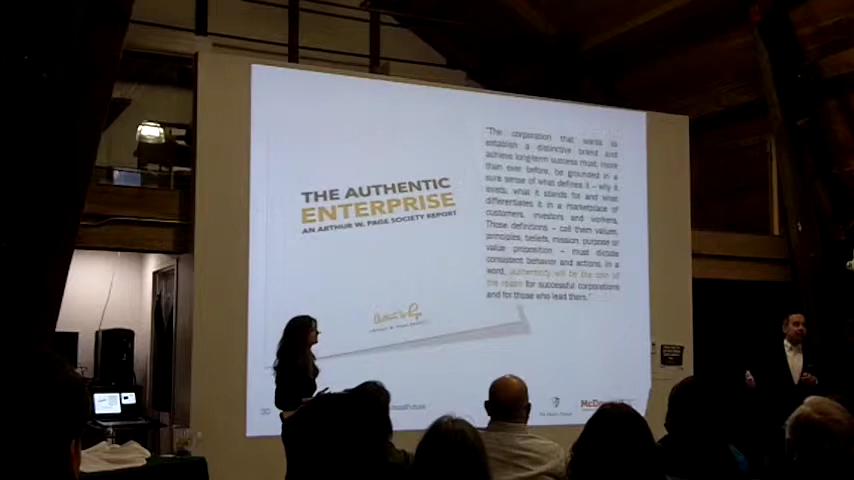 THE AUTHENTIC
ENTERPRISE
AN ARTHUR W. PAGE SOCIETY REPORT
"The corporation that wants to
establish a distinctive brand and
achieve long-term success must, more
than ever before, be grounded in a
sure sense of what defines it – why it
exists, what it stands for and what
differentiates it in a marketplace of
customers, investors and workers.
Those definitions – call them values,
principles, beliefs, mission, purpose or
value proposition – must dictate
consistent behavior and actions. In a
word, authenticity will be the coin of
the realm for successful corporations
and for those who lead them."
30